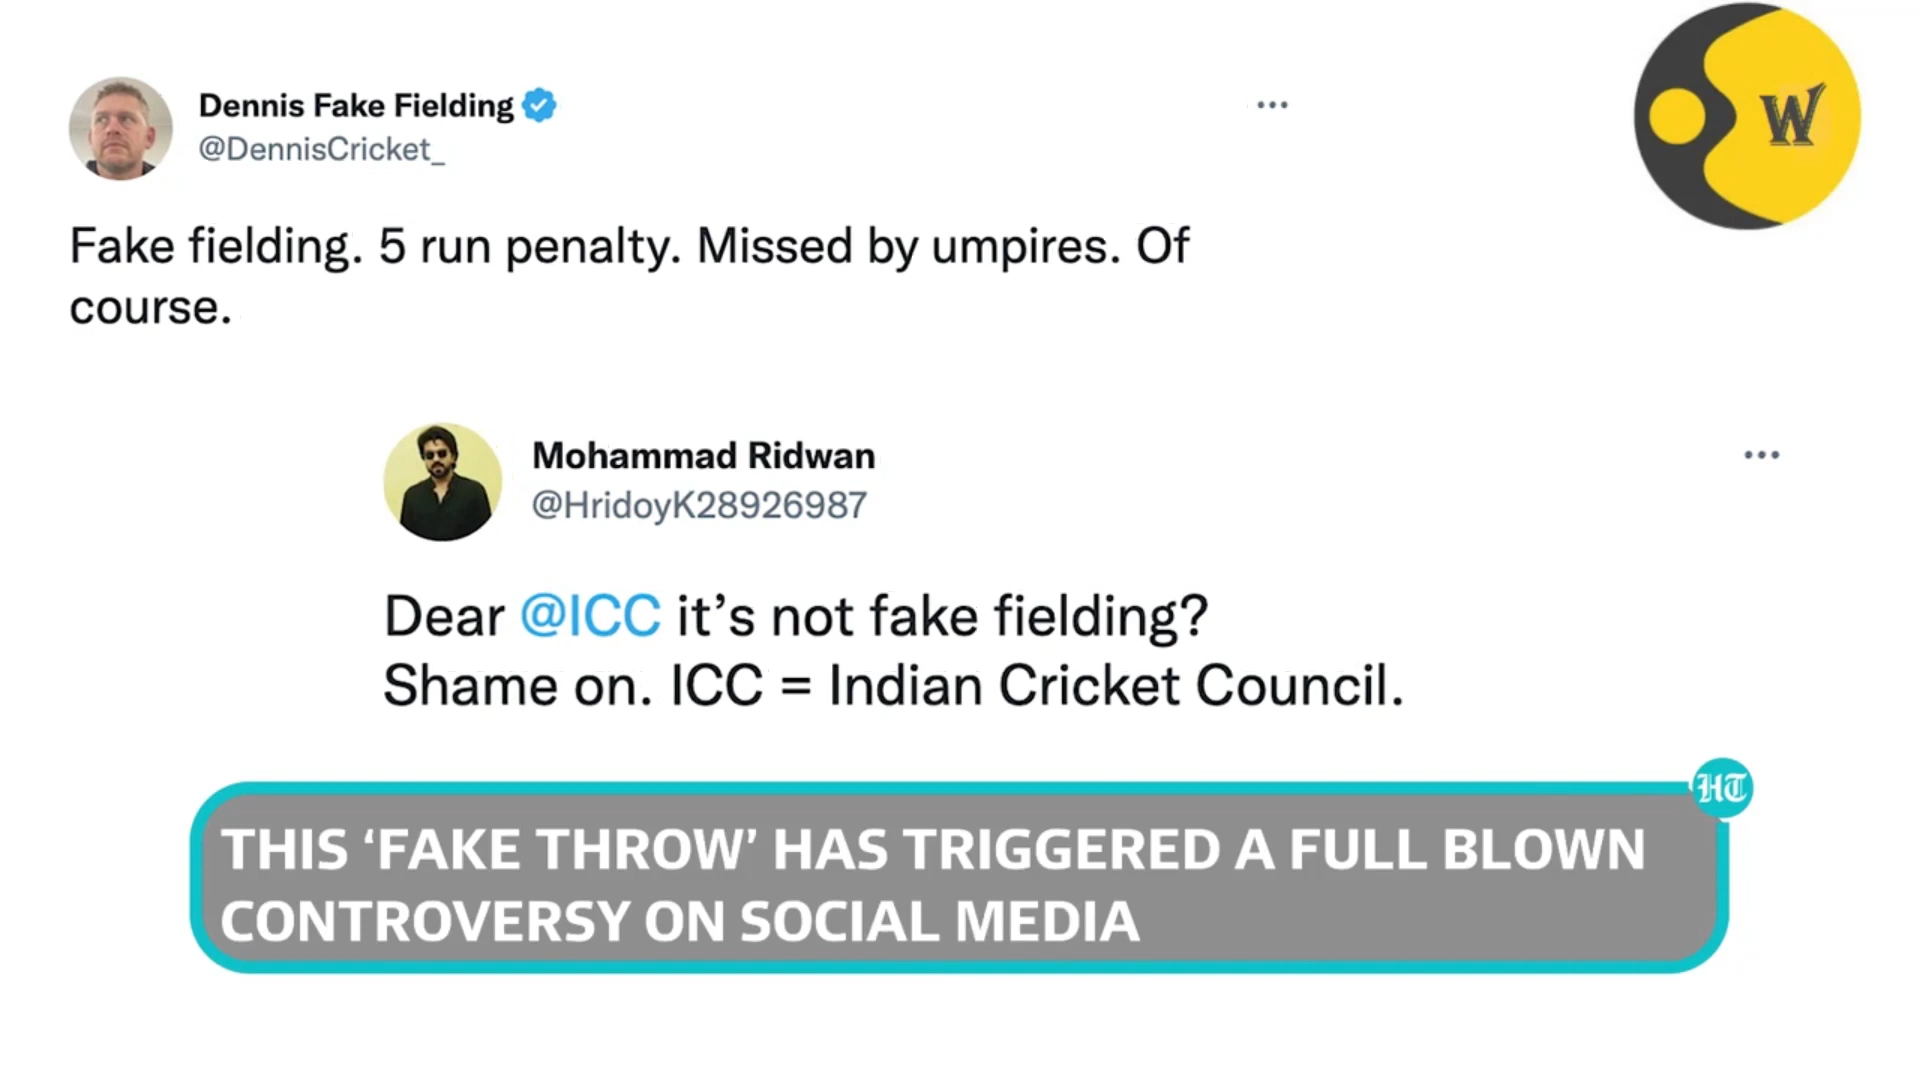 Dennis Fake Fielding
@DennisCricket_
W
Fake fielding. 5 run penalty. Missed by umpires. Of
course.
Mohammad Ridwan
@HridoyK28926987
Dear @ICC it’s not fake fielding?
Shame on. ICC = Indian Cricket Council.
HT
THIS ‘FAKE THROW’ HAS TRIGGERED A FULL BLOWN
CONTROVERSY ON SOCIAL MEDIA